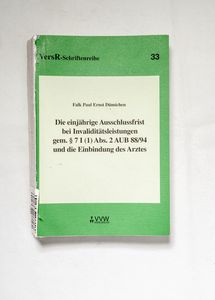 VersR-Schriftenreihe 33
Falk Paul Ernst Dännichen
Die einjährige Ausschlussfrist
bei Invaliditätsleistungen
gem. § 7 I (1) Abs. 2 AUB 88/94
und die Einbindung des Arztes
VVW